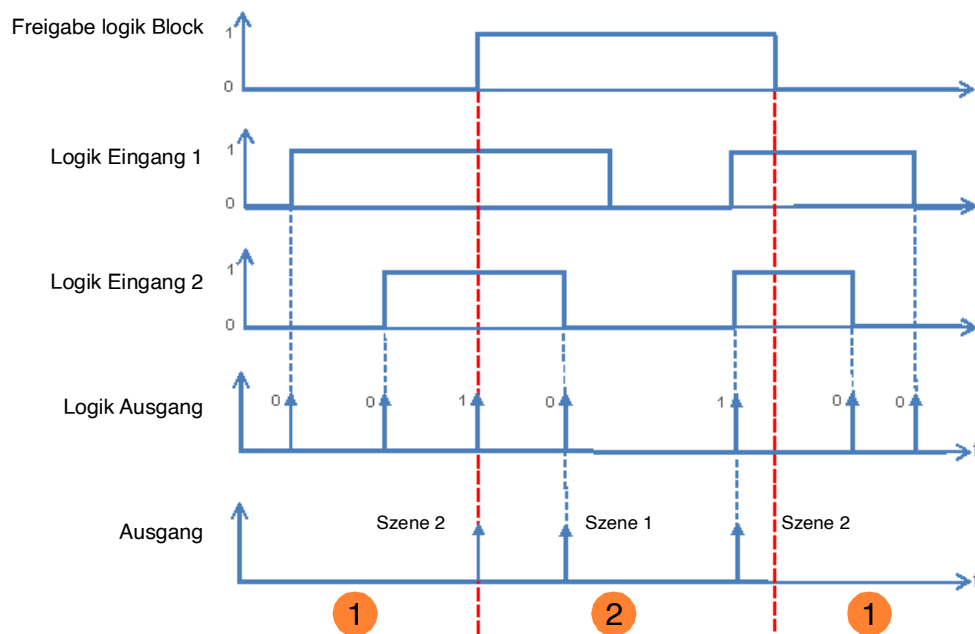 Freigabe logik Block
1
0
Logik Eingang 1
1
0
Logik Eingang 2
1
0
Logik Ausgang
0 0 1 0 1 0 0
t
Ausgang
Szene 2 Szene 1 Szene 2
t
1 2 1